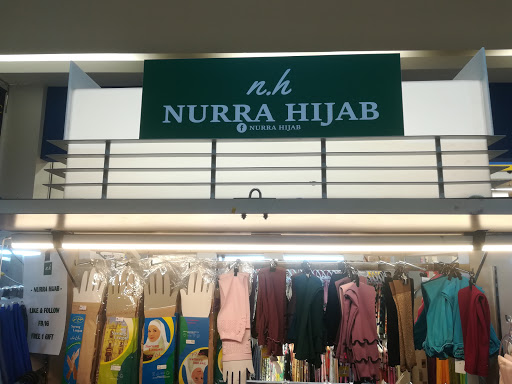 n.h
NURRA HIJAB
f NURRA HIJAB
- NURRA HIJAB -
LIKE & FOLLOW
FB/IG
FREE 1 GIFT